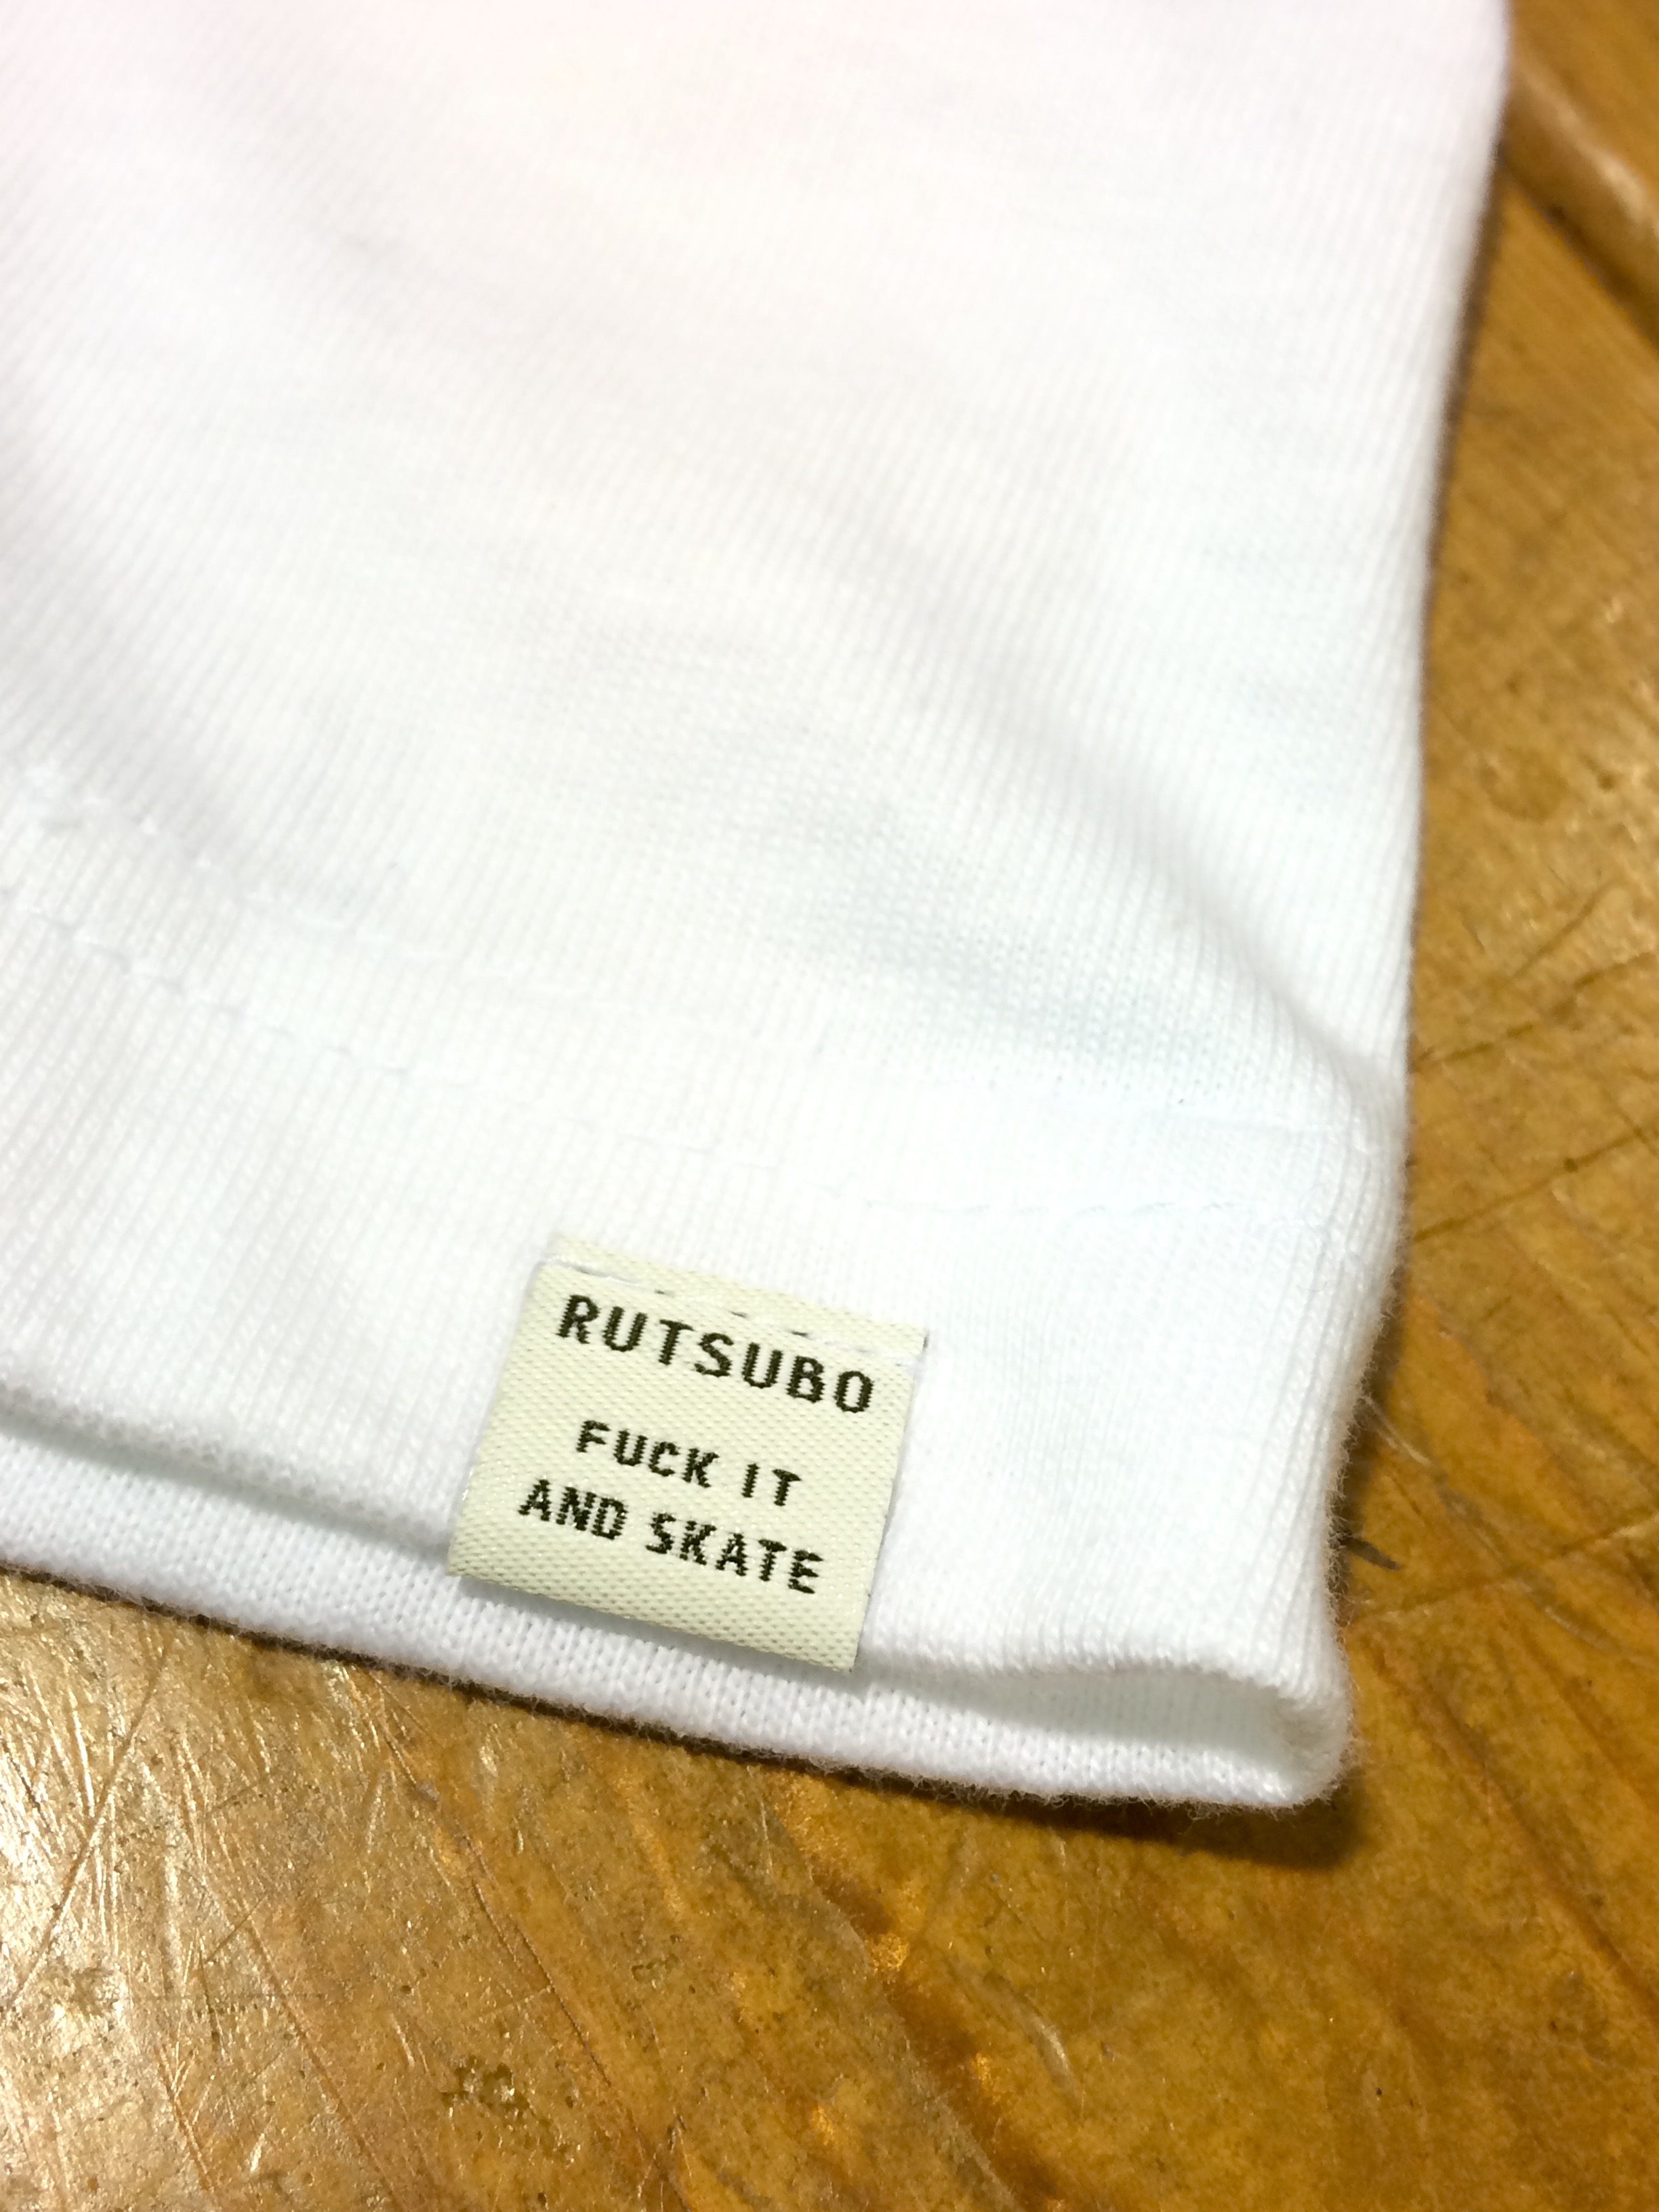 RUTSUBO
FUCK IT
AND SKATE